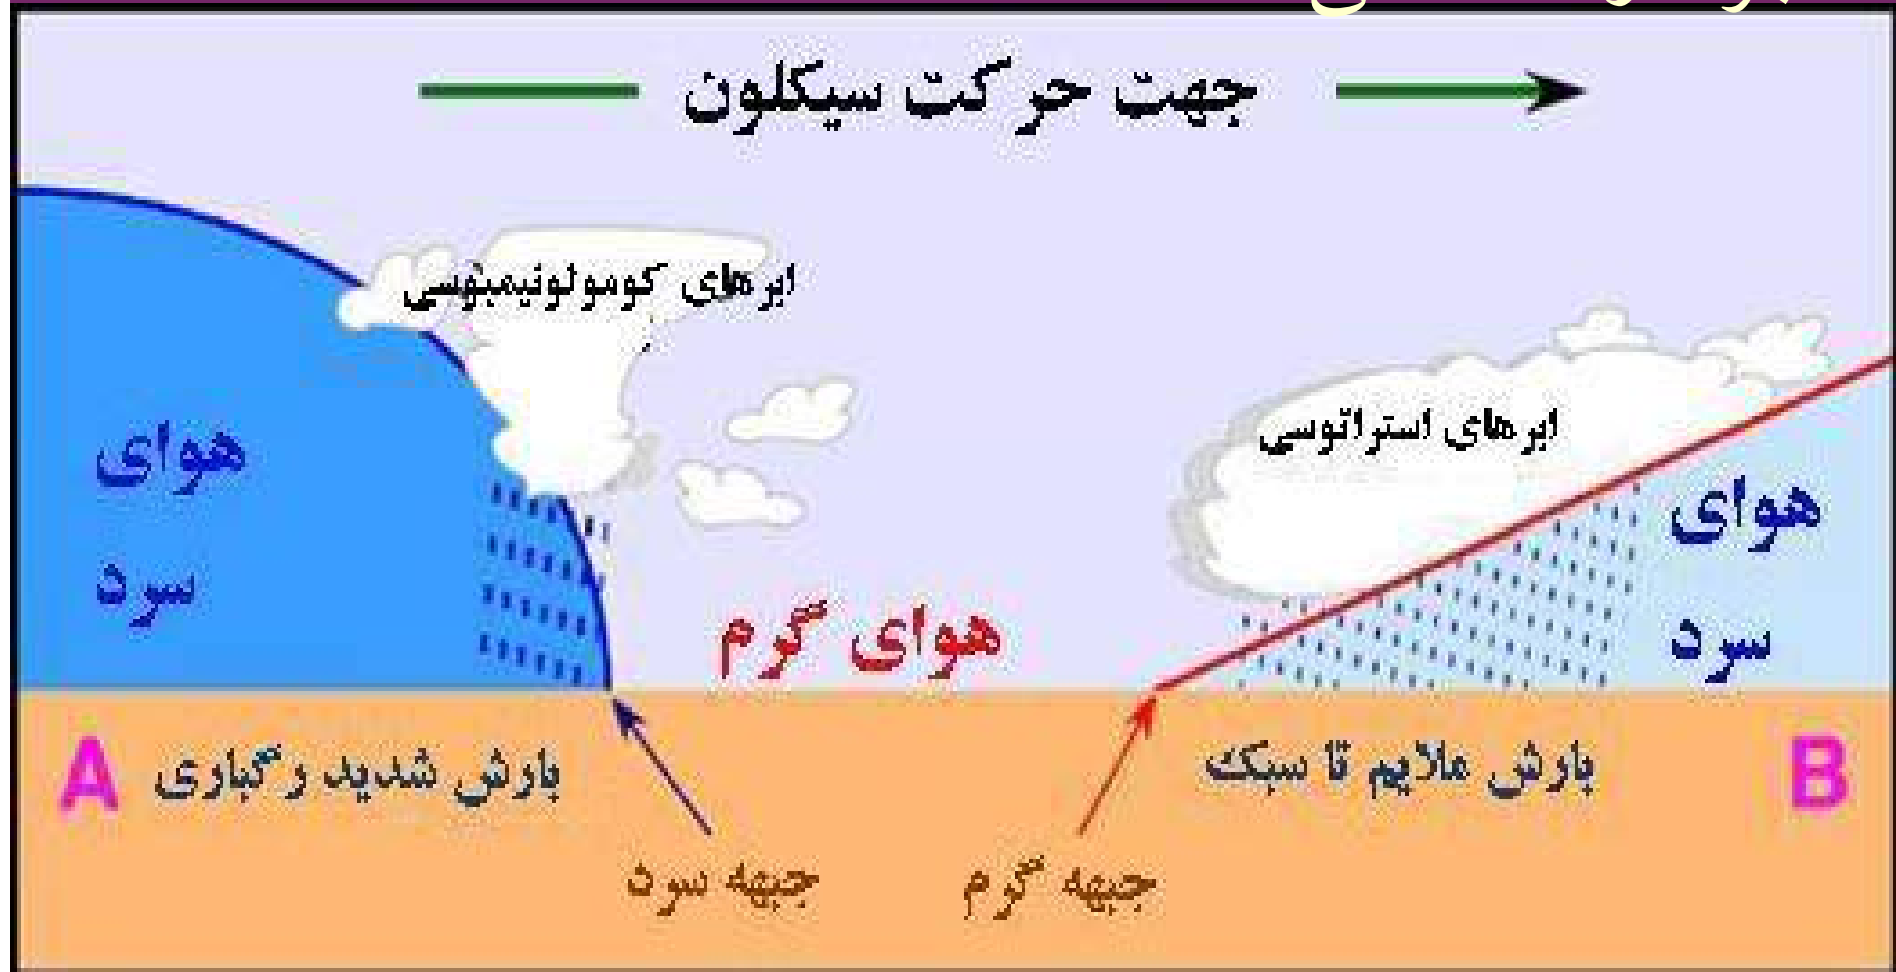 جهت حرکت سیکلون
ابرهای کومولونیمبوسی
ابرهای استراتوسی
هوای
سرد
هوای گرم
هوای
سرد
A
بارش شدید رگباری
بارش ملایم تا سبک
B
جبهه سرد
جبهه گرم